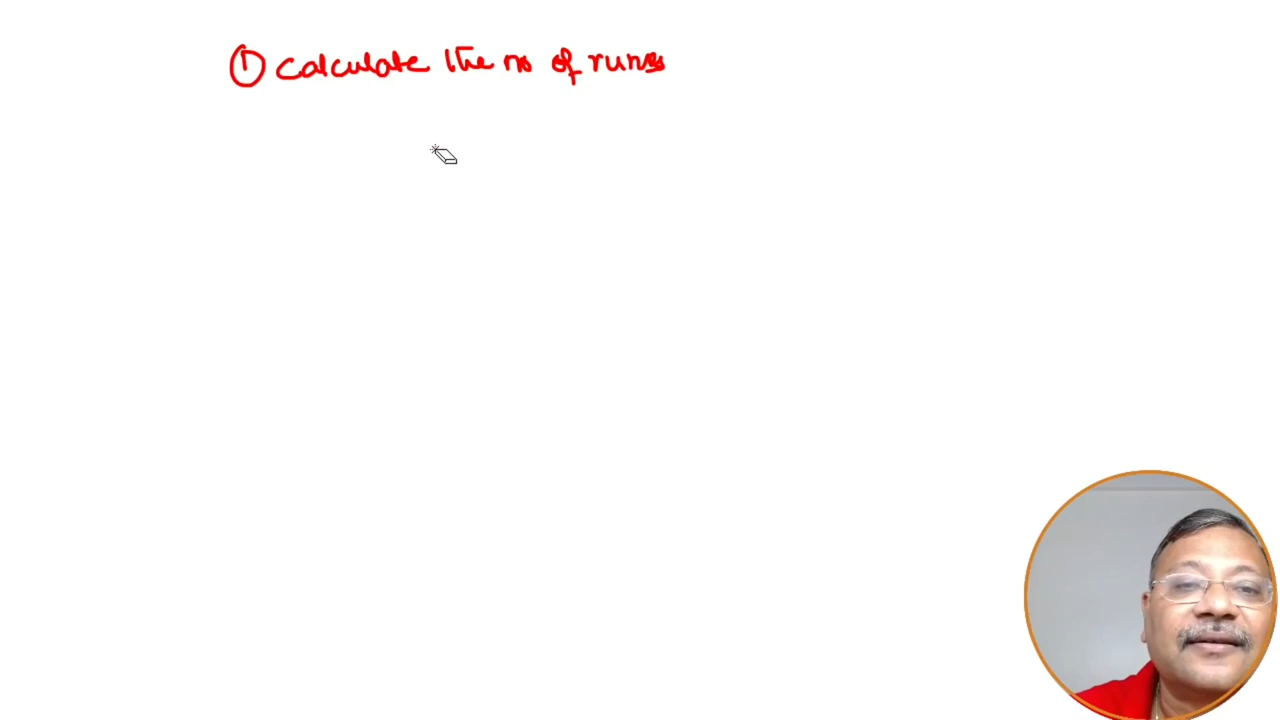 ① Calculate the no of runs